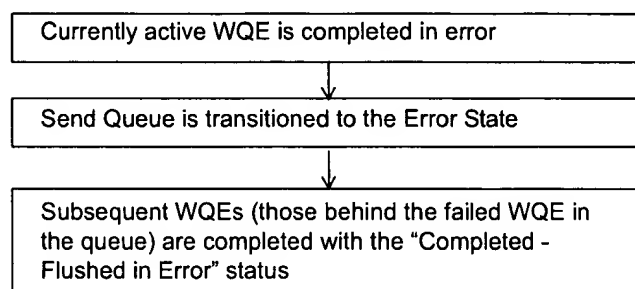 Currently active WQE is completed in error
Send Queue is transitioned to the Error State
Subsequent WQEs (those behind the failed WQE in
the queue) are completed with the “Completed -
Flushed in Error” status